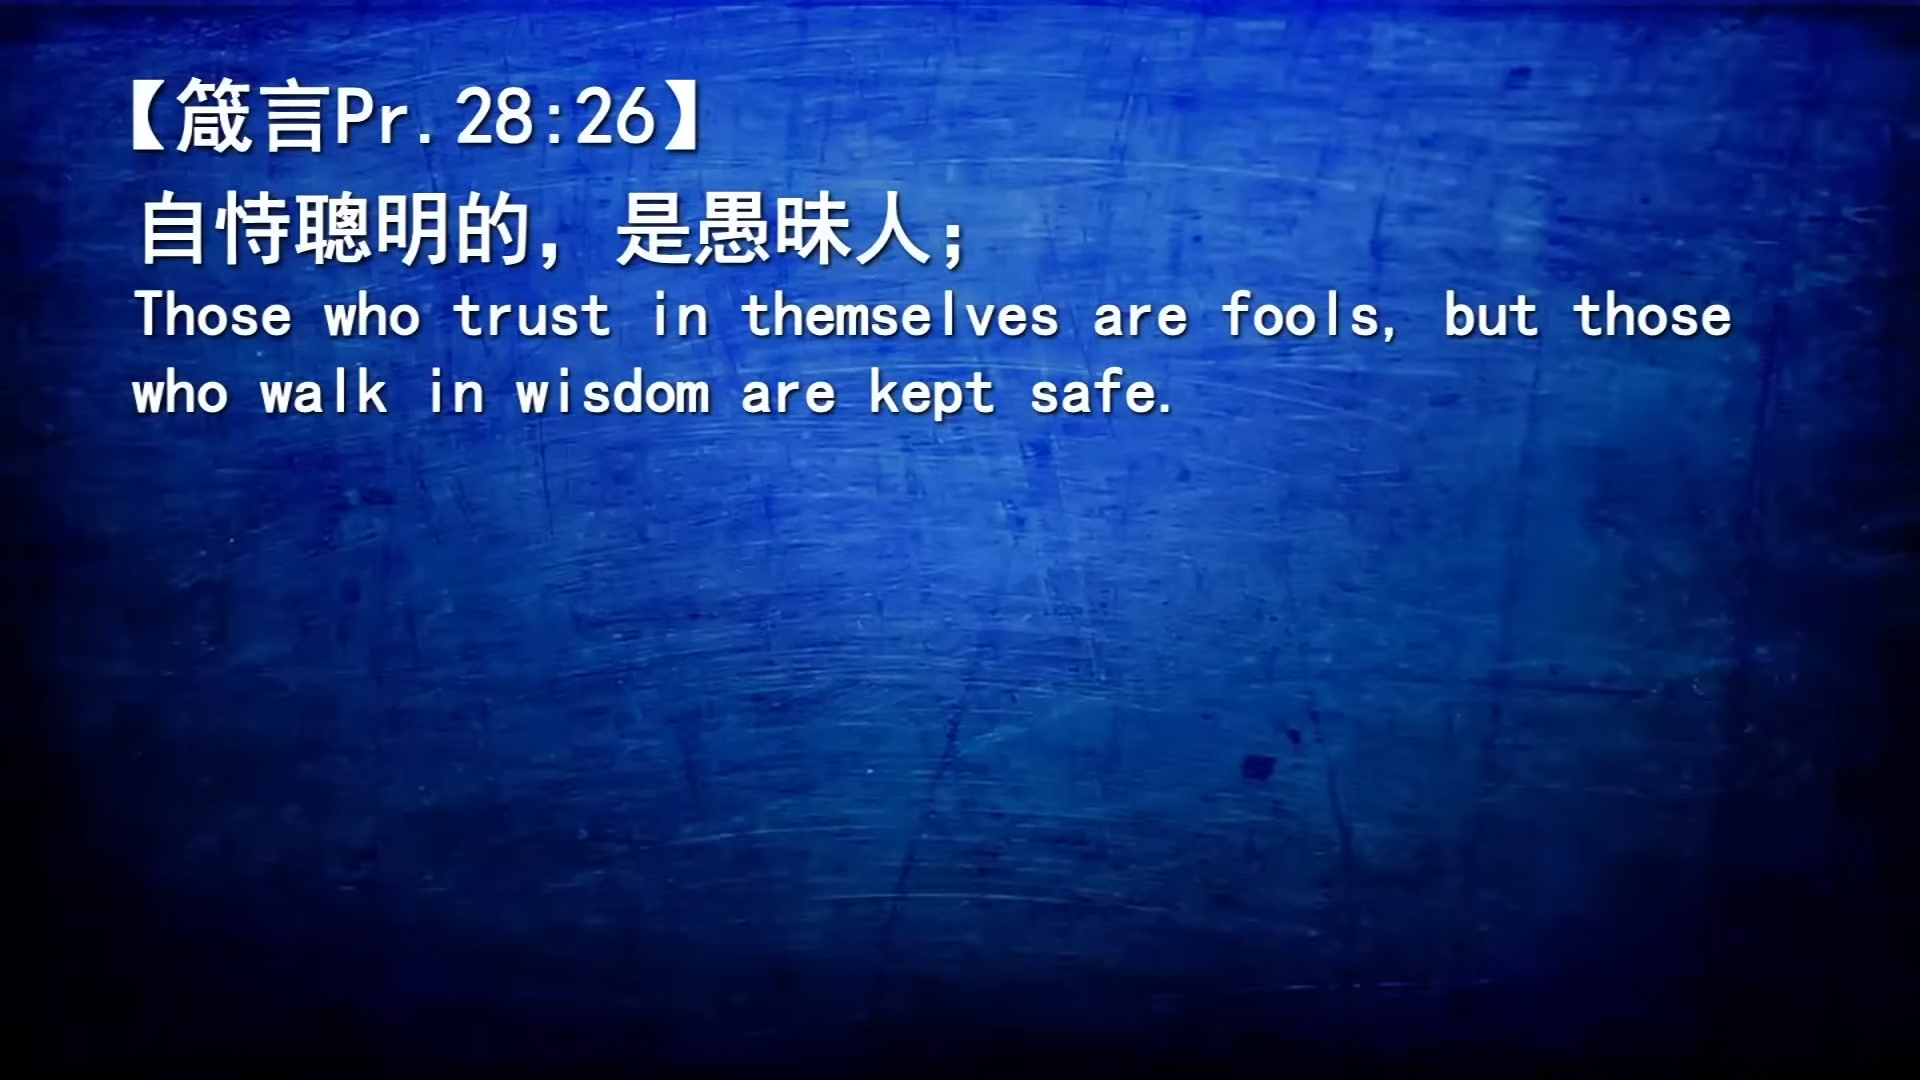 【箴言Pr.28:26】
自恃聰明的，是愚昧人；
Those who trust in themselves are fools, but those
who walk in wisdom are kept safe.